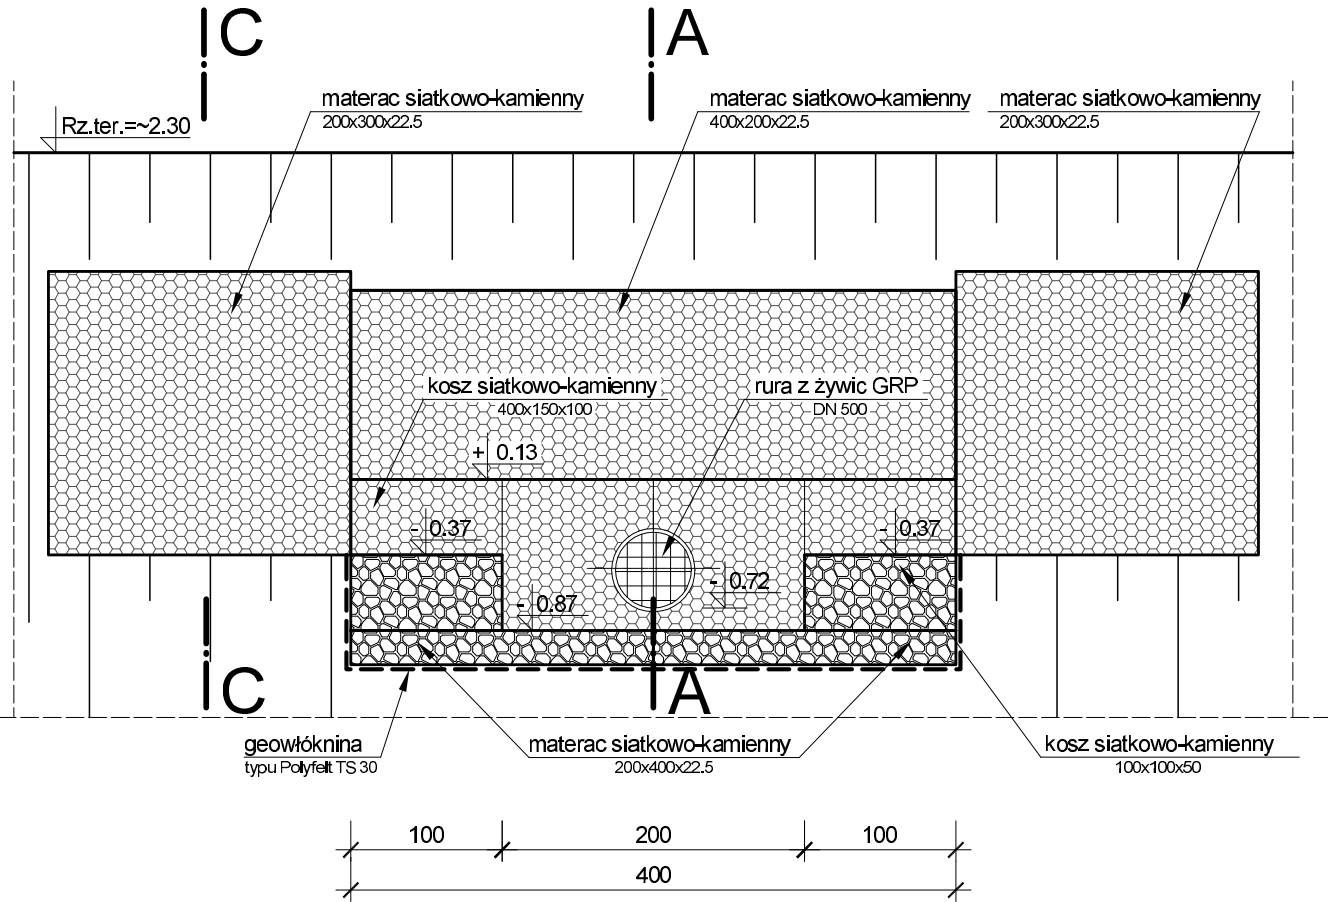 C
A
materac siatkowo-kamienny
200x300x22.5
materac siatkowo-kamienny
400x200x22.5
materac siatkowo-kamienny
200x300x22.5
Rz.ter.=~2.30
kosz siatkowo-kamienny
400x150x100
rura z żywic GRP
DN 500
+ 0.13
- 0.37
- 0.37
- 0.72
- 0.87
C
A
geowłóknina
typu Polyfelt TS 30
materac siatkowo-kamienny
200x400x22.5
kosz siatkowo-kamienny
100x100x50
100
200
100
400